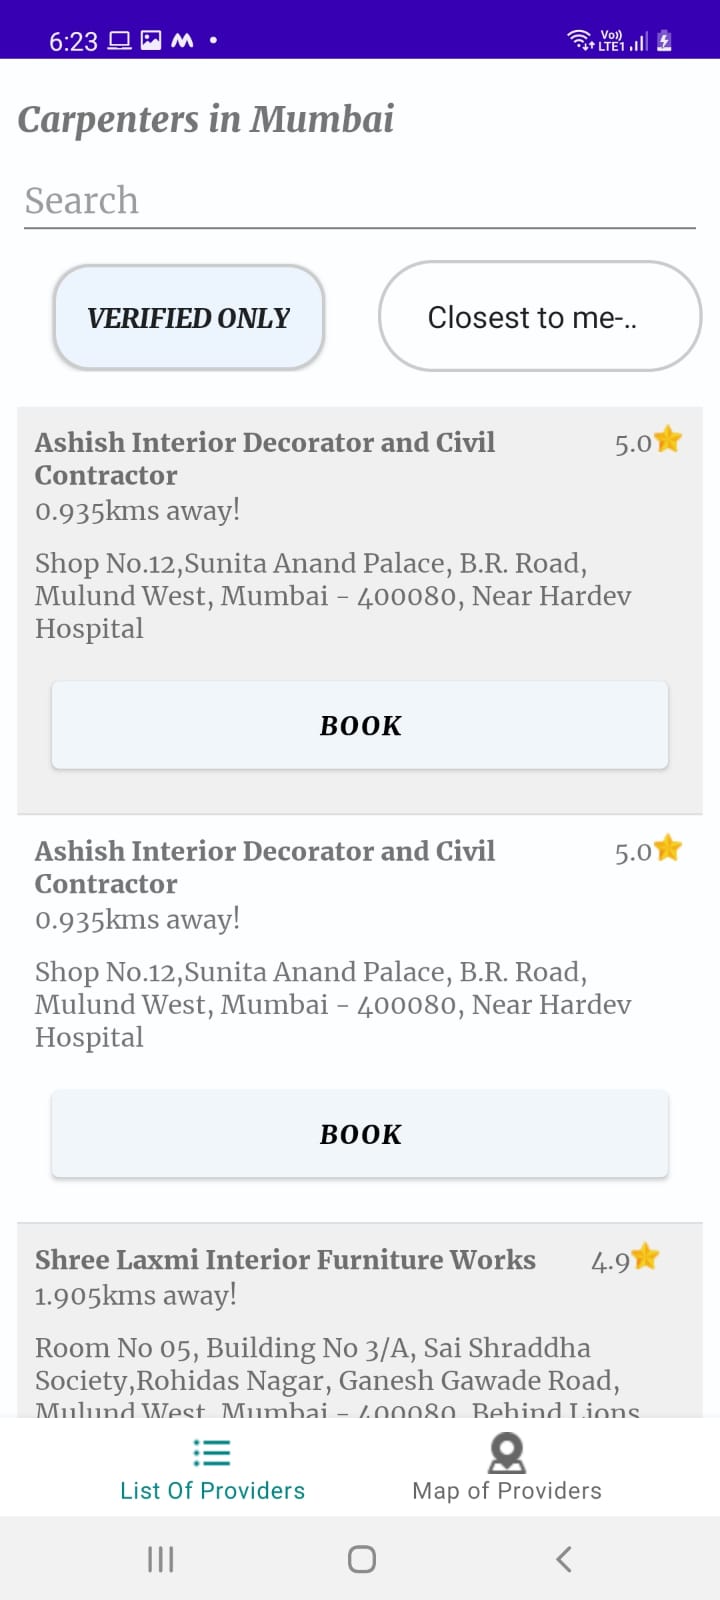 6:23
Vo)) LTE1
Carpenters in Mumbai
Search
VERIFIED ONLY
Closest to me-..
Ashish Interior Decorator and Civil
Contractor
5.0
0.935kms away!
Shop No.12,Sunita Anand Palace, B.R. Road,
Mulund West, Mumbai - 400080, Near Hardev
Hospital
BOOK
Ashish Interior Decorator and Civil
Contractor
5.0
0.935kms away!
Shop No.12,Sunita Anand Palace, B.R. Road,
Mulund West, Mumbai - 400080, Near Hardev
Hospital
BOOK
Shree Laxmi Interior Furniture Works
4.9
1.905kms away!
Room No 05, Building No 3/A, Sai Shraddha
Society,Rohidas Nagar, Ganesh Gawade Road,
Mulund West, Mumbai - 400080, Behind Lions
List Of Providers
Map of Providers